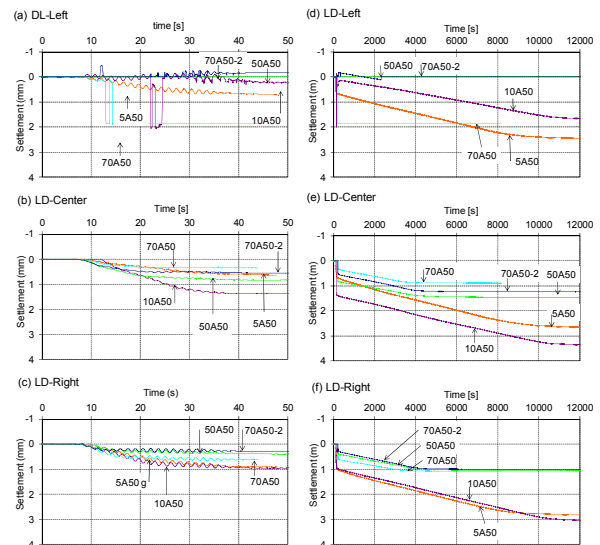 (a) DL-Left
time [s]
0 10 20 30 40 50
-1
0
1
2
3
4
Settlement (mm)
70A50-2
50A50
5A50
10A50
70A50
(d) LD-Left
Time [s]
0 2000 4000 6000 8000 10000 12000
-1
0
1
2
3
4
Settlement (m)
50A50
70A50-2
10A50
70A50
5A50
(b) LD-Center
Time [s]
0 10 20 30 40 50
-1
0
1
2
3
4
Settlement (mm)
70A50
70A50-2
10A50
50A50
5A50
(e) LD-Center
Time [s]
0 2000 4000 6000 8000 10000 12000
-1
0
1
2
3
4
Settlement (m)
70A50
70A50-2
50A50
5A50
10A50
(c) LD-Right
Time (s)
0 10 20 30 40 50
-1
0
1
2
3
4
Settlement (mm)
50A50
70A50-2
5A50 g
10A50
70A50
(f) LD-Right
Time [s]
0 2000 4000 6000 8000 10000 12000
-1
0
1
2
3
4
Settlement (m)
70A50-2
50A50
70A50
10A50
5A50